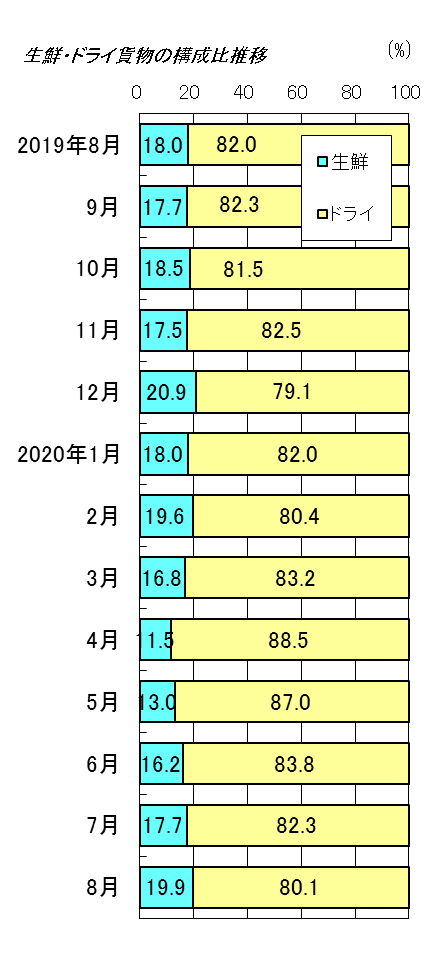 生鮮・ドライ貨物の構成比推移
(%)
0 20 40 60 80 100
2019年8月 18.0 82.0
生鮮
9月 17.7 82.3
ドライ
10月 18.5 81.5
11月 17.5 82.5
12月 20.9 79.1
2020年1月 18.0 82.0
2月 19.6 80.4
3月 16.8 83.2
4月 11.5 88.5
5月 13.0 87.0
6月 16.2 83.8
7月 17.7 82.3
8月 19.9 80.1